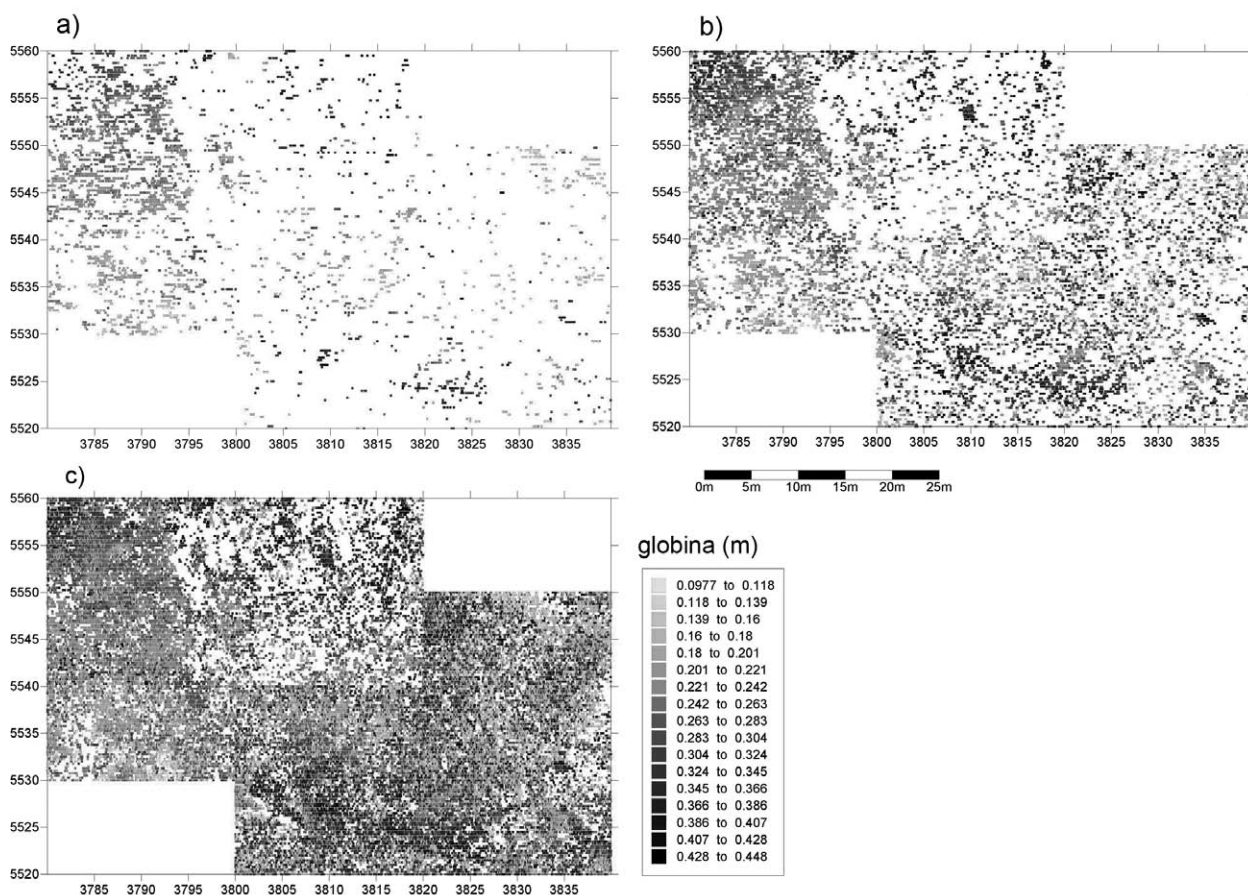 a)
5560
5555
5550
5545
5540
5535
5530
5525
5520
3785 3790 3795 3800 3805 3810 3815 3820 3825 3830 3835
b)
5560
5555
5550
5545
5540
5535
5530
5525
5520
3785 3790 3795 3800 3805 3810 3815 3820 3825 3830 3835
0m 5m 10m 15m 20m 25m
c)
5560
5555
5550
5545
5540
5535
5530
5525
5520
3785 3790 3795 3800 3805 3810 3815 3820 3825 3830 3835
globina (m)
0.0977 to 0.118
0.118 to 0.139
0.139 to 0.16
0.16 to 0.18
0.18 to 0.201
0.201 to 0.221
0.221 to 0.242
0.242 to 0.263
0.263 to 0.283
0.283 to 0.304
0.304 to 0.324
0.324 to 0.345
0.345 to 0.366
0.366 to 0.386
0.386 to 0.407
0.407 to 0.428
0.428 to 0.448